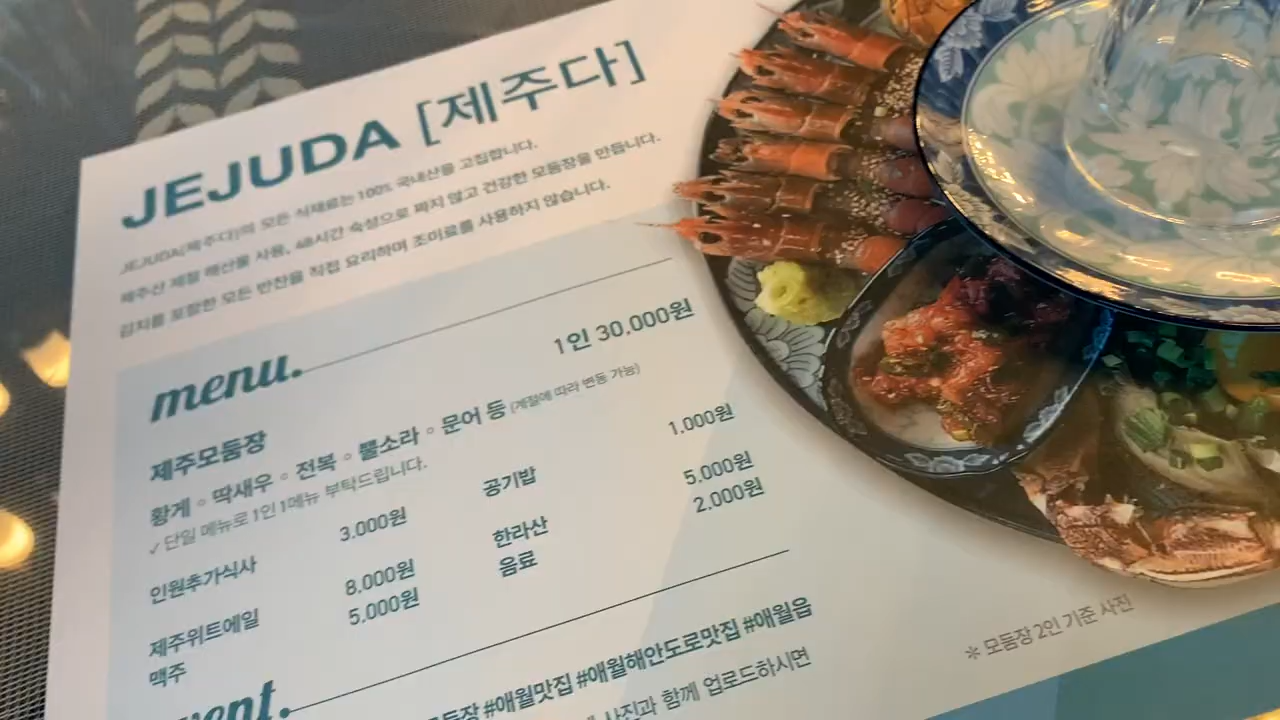 JEJUDA [제주다]
JEJUDA[제주다]의 모든 식재료는 100% 국내산을 고집합니다.
제주산 제철 해산물 사용, 48시간 숙성으로 짜지 않고 건강한 모듬장을 만듭니다.
김치를 포함한 모든 반찬을 직접 요리하며 조미료를 사용하지 않습니다.
menu.
제주모듬장 1인 30,000원
황게 ◦ 딱새우 ◦ 전복 ◦ 뿔소라 ◦ 문어 등 (계절에 따라 변동 가능)
✓ 단일 메뉴로 1인 1메뉴 부탁드립니다.
인원추가식사 3,000원 공기밥 1,000원
제주위트에일 8,000원 한라산 5,000원
맥주 5,000원 음료 2,000원
#애월맛집 #애월해안도로맛집 #애월읍
사진과 함께 업로드하시면
※ 모듬장 2인 기준 사진